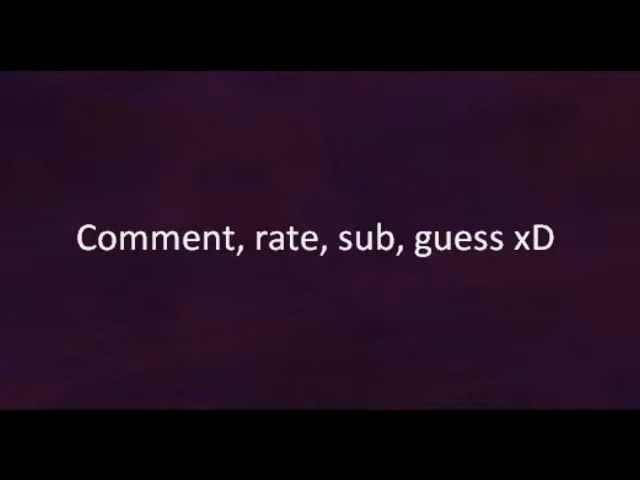 Comment, rate, sub, guess xD